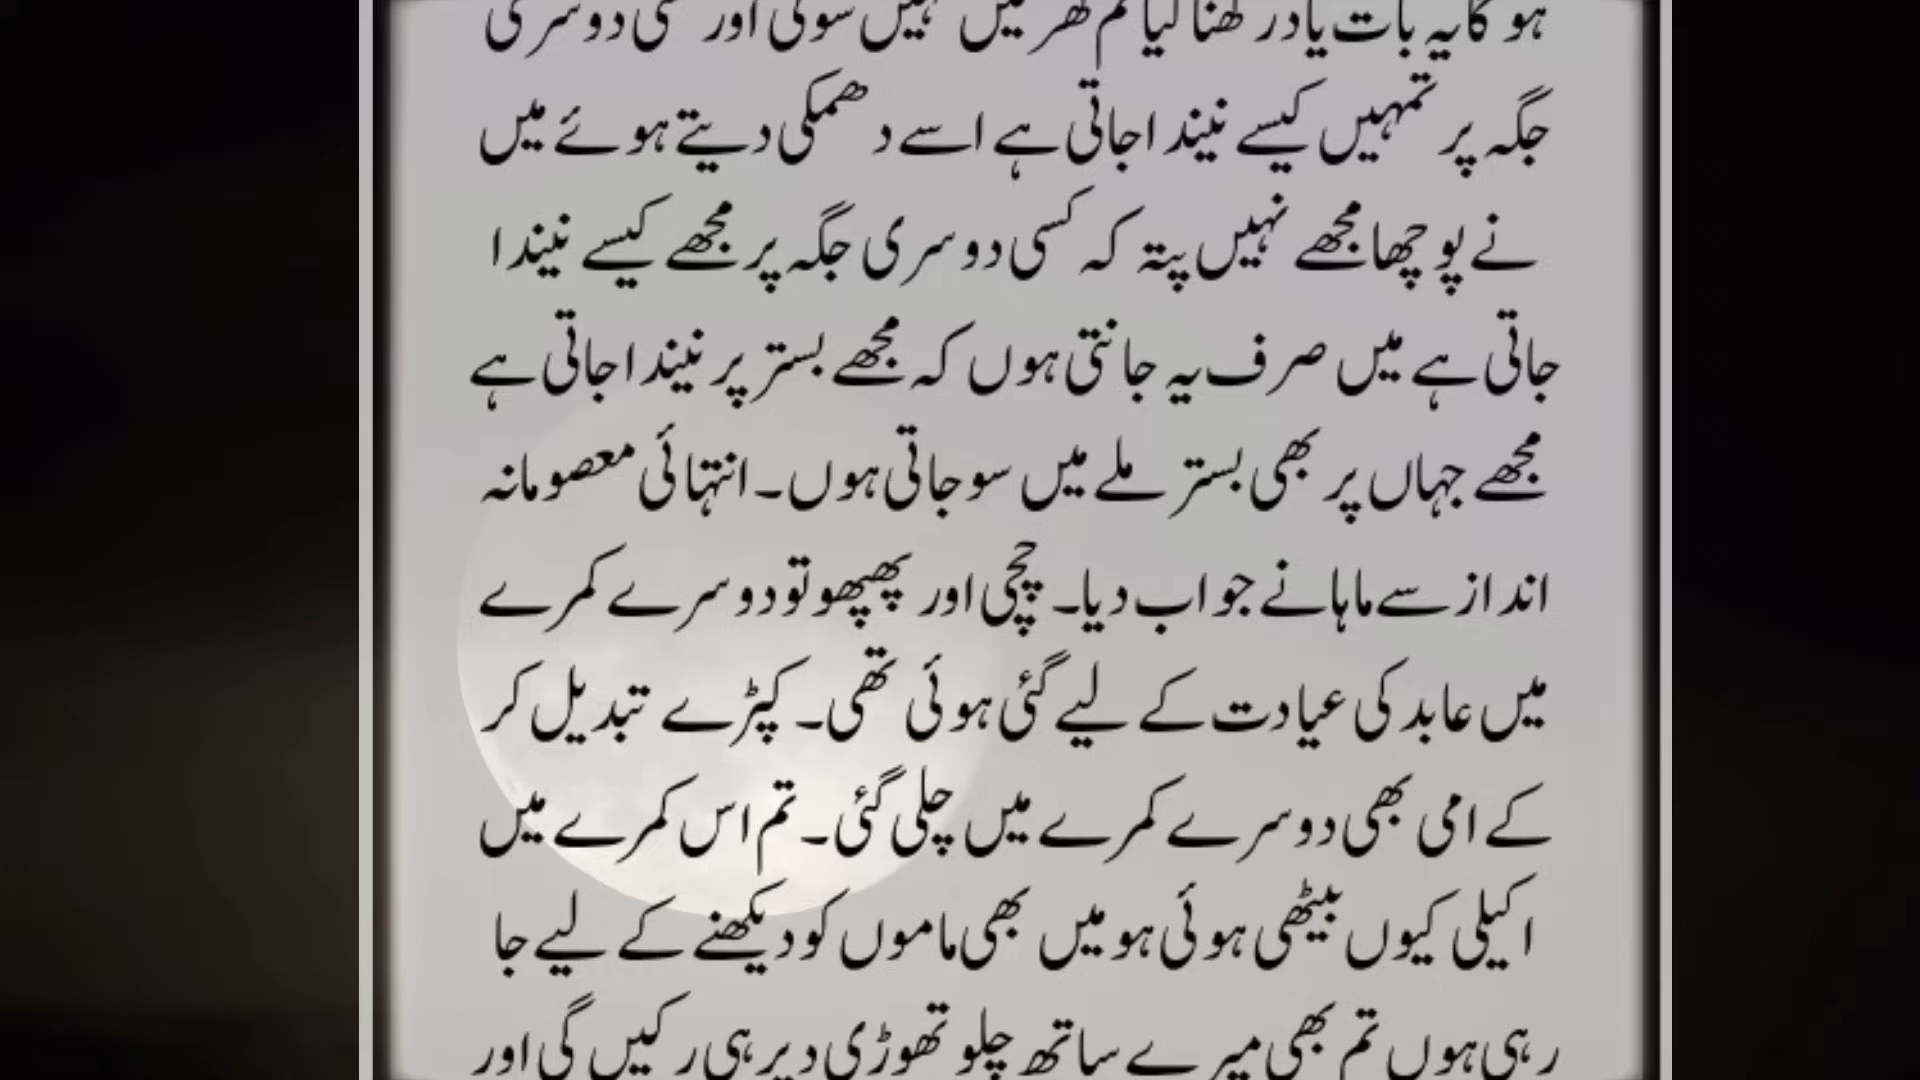 ہو گا یہ بات یاد رکھنا کیا تم گھر میں نہیں سوتی اور کسی دوسری
جگہ پر تمہیں کیسے نیند اجاتی ہے اسے دھمکی دیتے ہوئے میں
نے پوچھا مجھے نہیں پتہ کہ کسی دوسری جگہ پر مجھے کیسے نیند ا
جاتی ہے میں صرف یہ جانتی ہوں کہ مجھے بستر پر نیند اجاتی ہے
مجھے جہاں پر بھی بستر ملے میں سو جاتی ہوں۔ انتہائی معصومانہ
انداز سے ماہا نے جواب دیا۔ چچی اور پھپھو تو دوسرے کمرے
میں عابد کی عیادت کے لیے گئی ہوئی تھی۔ کپڑے تبدیل کر
کے امی بھی دوسرے کمرے میں چلی گئی۔ تم اس کمرے میں
اکیلی کیوں بیٹھی ہوئی ہو میں بھی ماموں کو دیکھنے کے لیے جا
رہی ہوں تم بھی میرے ساتھ چلو تھوڑی دیر ہی رکیں گی اور